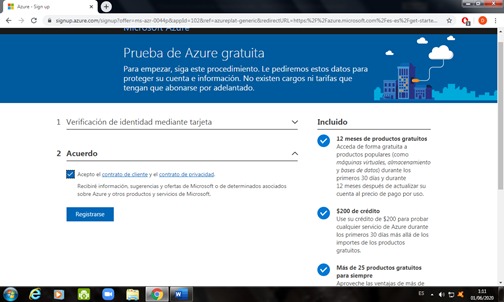 Azure - Sign up
signup.azure.com/signup?offer=ms-azr-0044p&appId=102&ref=azureplat-generic&redirectURL=https:%2F%2Fazure.microsoft.com%2Fes-es%2Fget-starte...
Microsoft Azure
Prueba de Azure gratuita
Para empezar, siga este procedimiento. Le pediremos estos datos para
proteger su cuenta e información. No existen cargos ni tarifas que
tengan que abonarse por adelantado.
1 Verificación de identidad mediante tarjeta
2 Acuerdo
Acepto el contrato de cliente y el contrato de privacidad.
Recibiré información, sugerencias y ofertas de Microsoft o de determinados asociados
sobre Azure y otros productos y servicios de Microsoft.
Registrarse
Incluido
12 meses de productos gratuitos
Acceda de forma gratuita a
productos populares (como
máquinas virtuales, almacenamiento
y bases de datos) durante los
primeros 30 días y durante
12 meses después de actualizar su
cuenta al precio de pago por uso.
$200 de crédito
Use su crédito de $200 para probar
cualquier servicio de Azure durante
los primeros 30 días más allá de los
importes de los productos
gratuitos.
Más de 25 productos gratuitos
para siempre
Aproveche las ventajas de más de
ES
1:11
01/06/2020